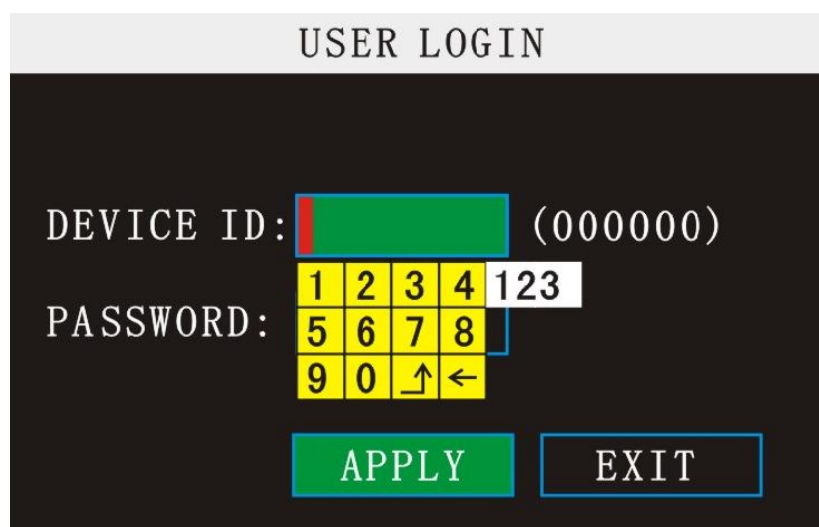 USER LOGIN
DEVICE ID: (000000)
1 2 3 4 123
PASSWORD:
5 6 7 8
9 0 ←
APPLY EXIT